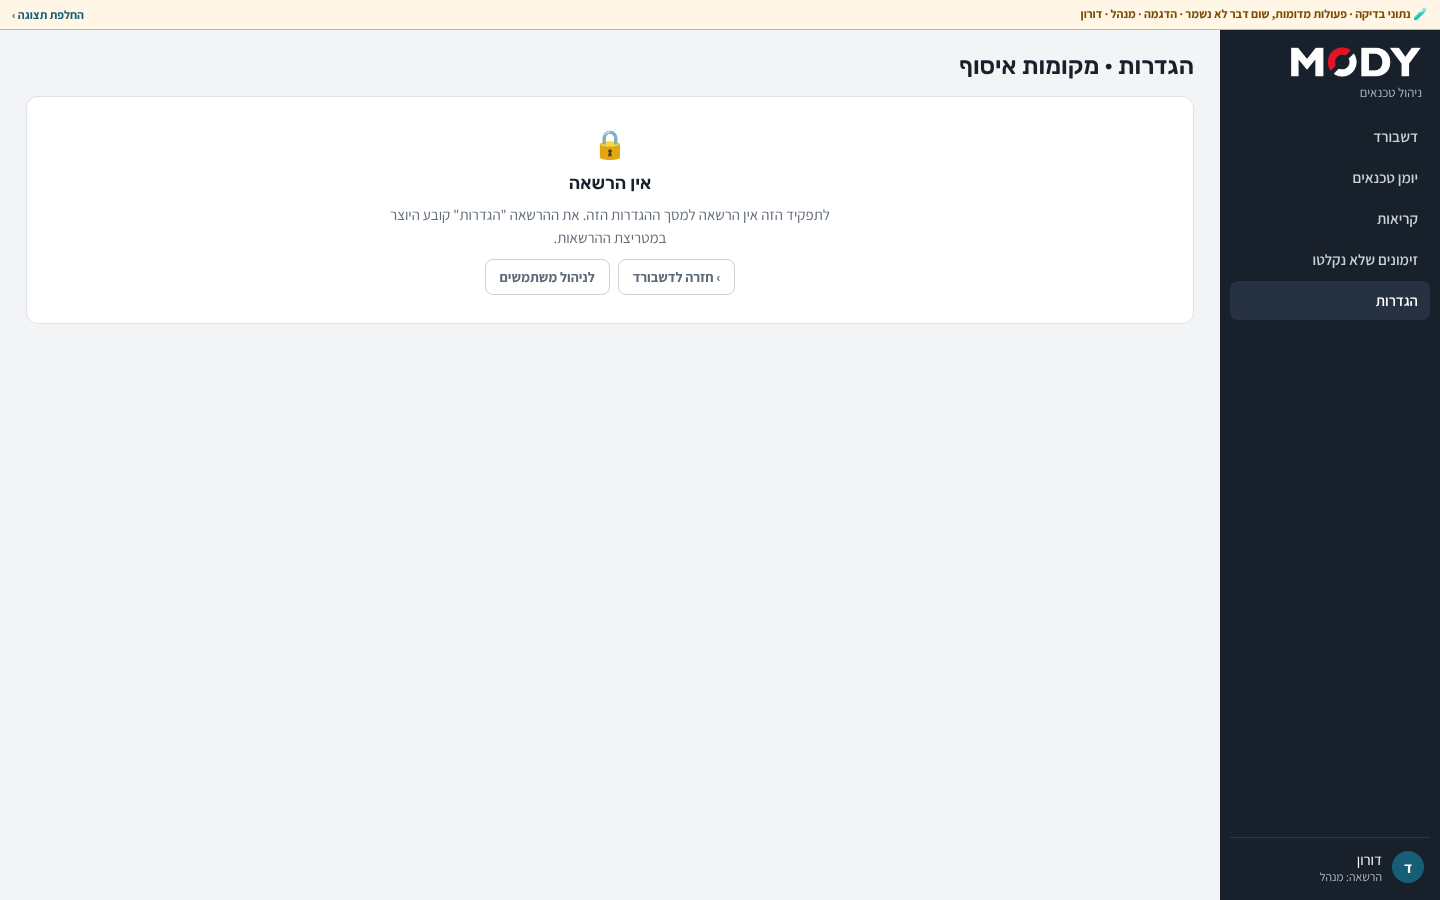 🧪 נתוני בדיקה · פעולות מדומות, שום דבר לא נשמר · הדגמה · מנהל · דורון
החלפת תצוגה ›
MODY
ניהול טכנאים
דשבורד
יומן טכנאים
קריאות
זימונים שלא נקלטו
הגדרות
דורון
הרשאה: מנהל
ד
הגדרות • מקומות איסוף
🔒
אין הרשאה
לתפקיד הזה אין הרשאה למסך ההגדרות הזה. את ההרשאה "הגדרות" קובע היוצר
במטריצת ההרשאות.
› חזרה לדשבורד
לניהול משתמשים